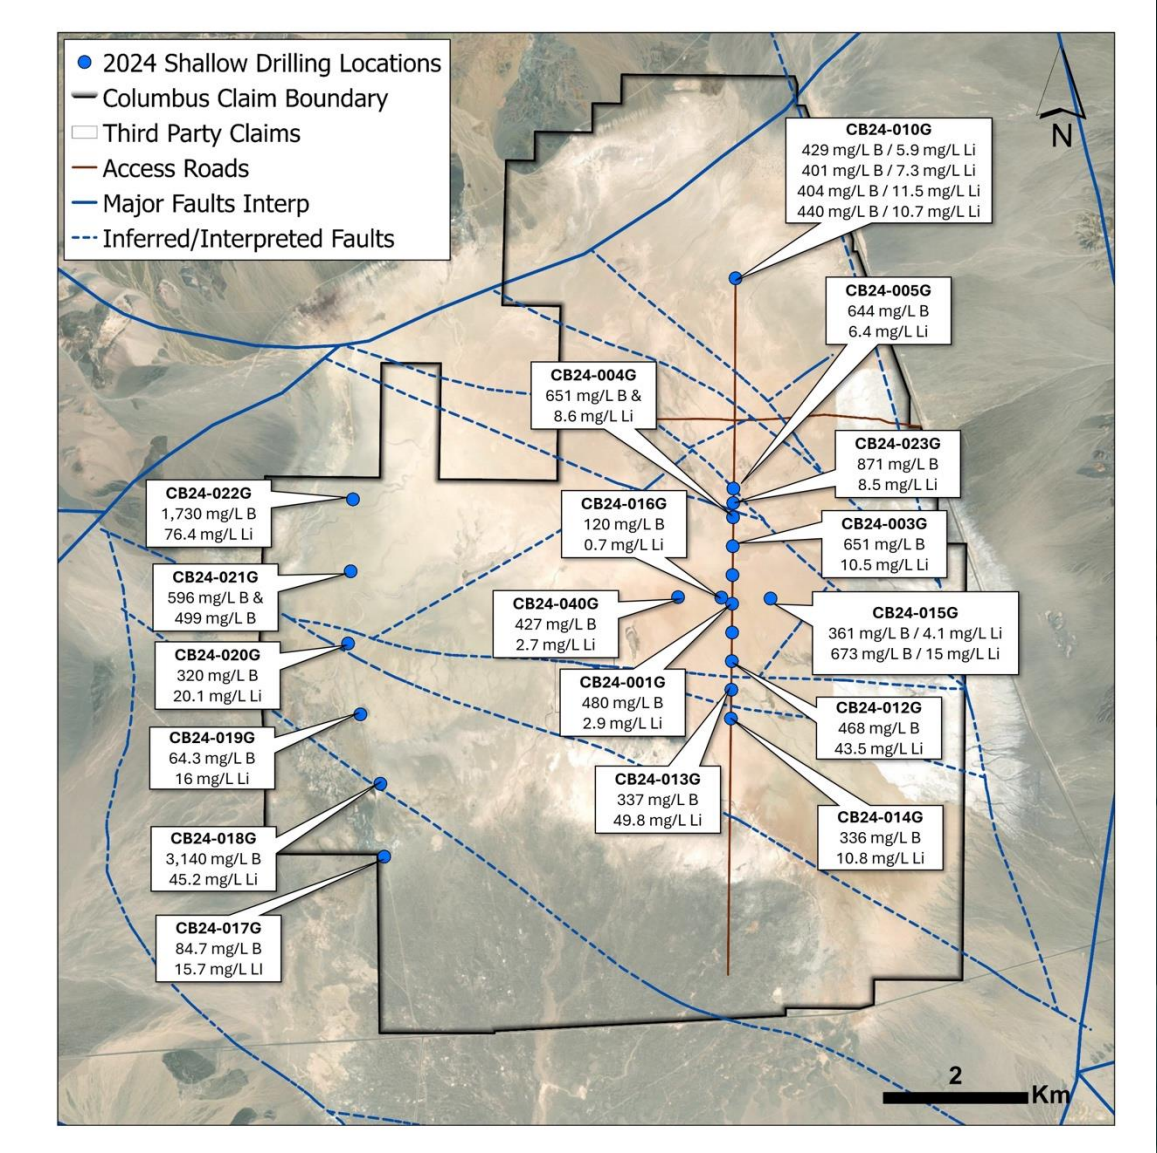 2024 Shallow Drilling Locations
Columbus Claim Boundary
Third Party Claims
Access Roads
Major Faults Interp
Inferred/Interpreted Faults
N
CB24-010G
429 mg/L B / 5.9 mg/L Li
401 mg/L B / 7.3 mg/L Li
404 mg/L B / 11.5 mg/L Li
440 mg/L B / 10.7 mg/L Li
CB24-005G
644 mg/L B
6.4 mg/L Li
CB24-004G
651 mg/L B &
8.6 mg/L Li
CB24-023G
871 mg/L B
8.5 mg/L Li
CB24-022G
1,730 mg/L B
76.4 mg/L Li
CB24-016G
120 mg/L B
0.7 mg/L Li
CB24-003G
651 mg/L B
10.5 mg/L Li
CB24-021G
596 mg/L B &
499 mg/L B
CB24-040G
427 mg/L B
2.7 mg/L Li
CB24-015G
361 mg/L B / 4.1 mg/L Li
673 mg/L B / 15 mg/L Li
CB24-020G
320 mg/L B
20.1 mg/L Li
CB24-001G
480 mg/L B
2.9 mg/L Li
CB24-012G
468 mg/L B
43.5 mg/L Li
CB24-019G
64.3 mg/L B
16 mg/L Li
CB24-013G
337 mg/L B
49.8 mg/L Li
CB24-014G
336 mg/L B
10.8 mg/L Li
CB24-018G
3,140 mg/L B
45.2 mg/L Li
CB24-017G
84.7 mg/L B
15.7 mg/L LI
2
Km